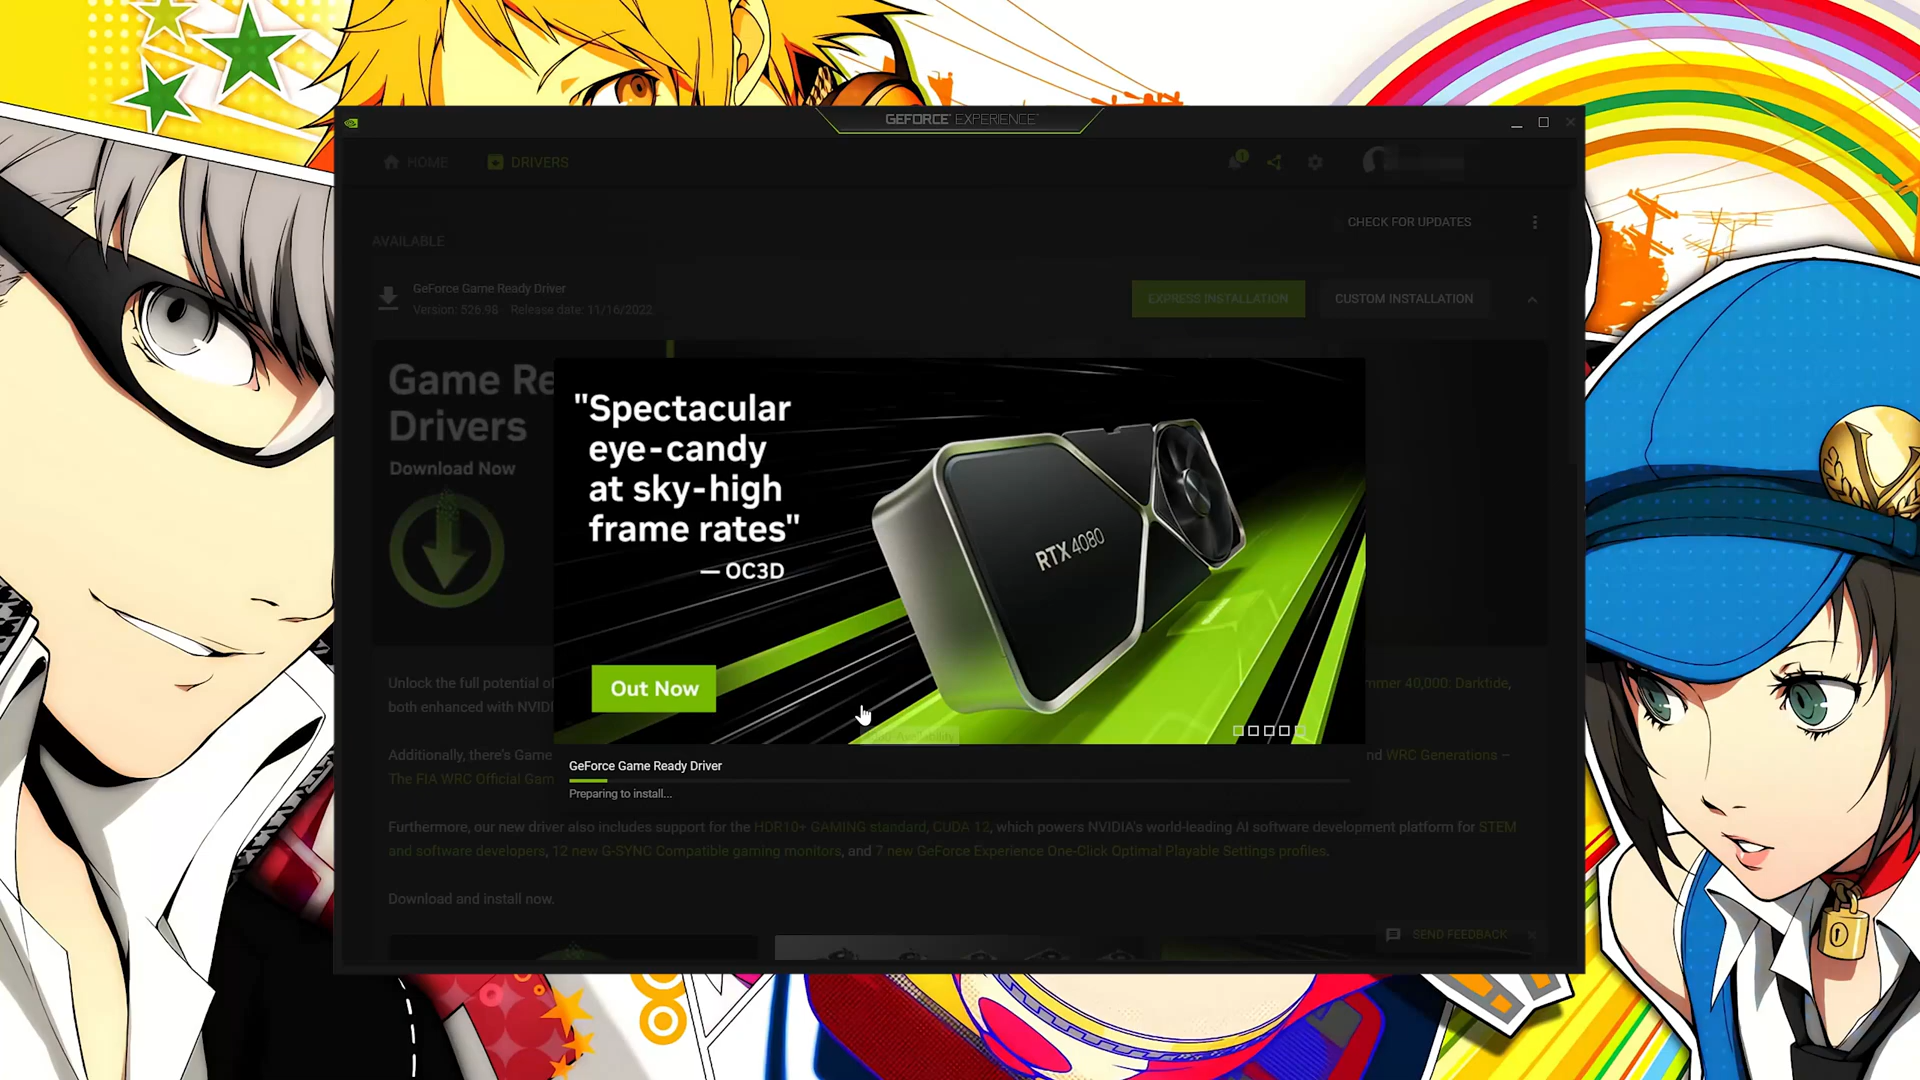 GEFORCE EXPERIENCE
HOME
DRIVERS
1
CHECK FOR UPDATES
AVAILABLE
GeForce Game Ready Driver
Version: 526.98 Release date: 11/16/2022
EXPRESS INSTALLATION
CUSTOM INSTALLATION
Game Re
Drivers
Download Now
"Spectacular
eye-candy
at sky-high
frame rates"
— OC3D
RTX 4080
Out Now
Unlock the full potential of
mmer 40,000: Darktide,
both enhanced with NVIDI
Additionally, there's Game
nd WRC Generations –
The FIA WRC Official Gam
GeForce Game Ready Driver
Preparing to install...
Furthermore, our new driver also includes support for the HDR10+ GAMING standard, CUDA 12, which powers NVIDIA's world-leading AI software development platform for STEM
and software developers, 12 new G-SYNC Compatible gaming monitors, and 7 new GeForce Experience One-Click Optimal Playable Settings profiles.
Download and install now.
SEND FEEDBACK